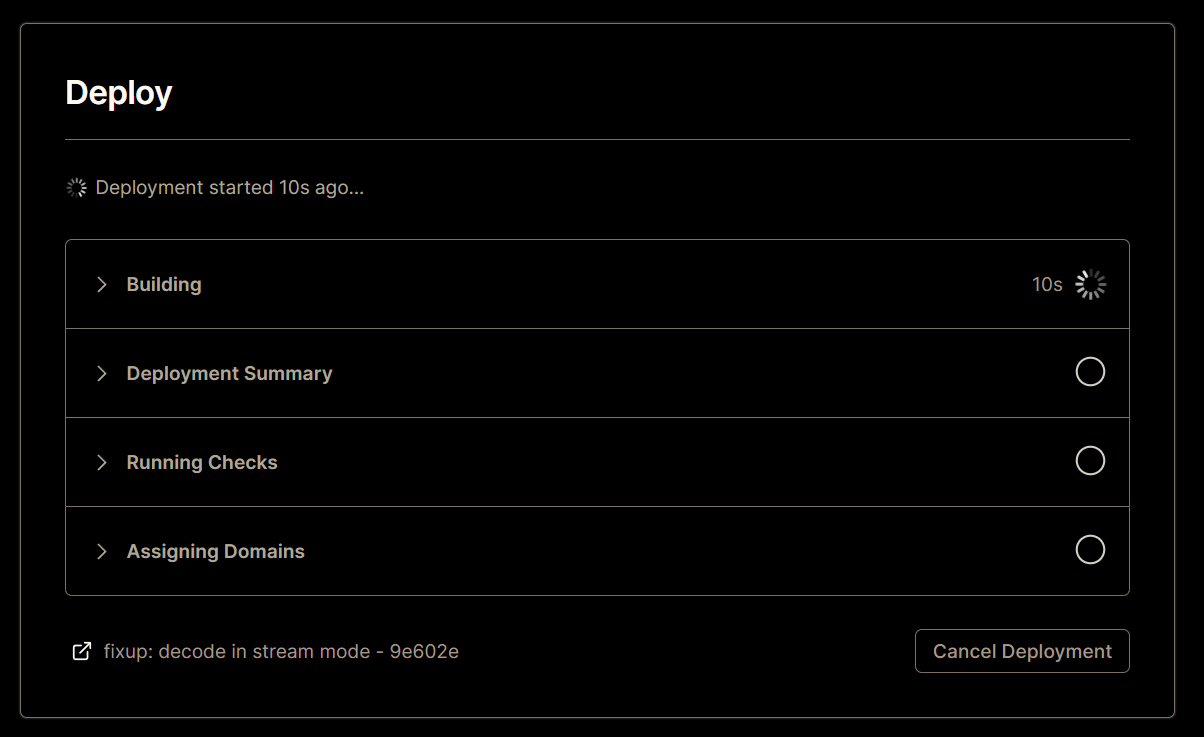 Deploy
Deployment started 10s ago...
Building 10s
Deployment Summary
Running Checks
Assigning Domains
fixup: decode in stream mode - 9e602e
Cancel Deployment